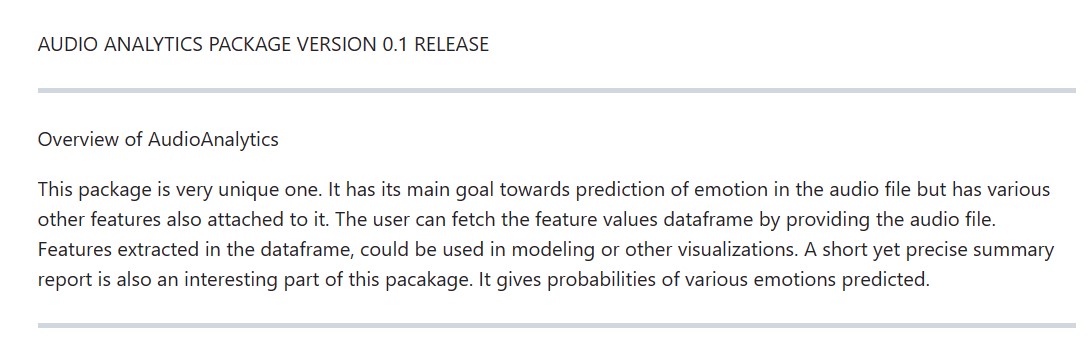 AUDIO ANALYTICS PACKAGE VERSION 0.1 RELEASE
Overview of AudioAnalytics
This package is very unique one. It has its main goal towards prediction of emotion in the audio file but has various
other features also attached to it. The user can fetch the feature values dataframe by providing the audio file.
Features extracted in the dataframe, could be used in modeling or other visualizations. A short yet precise summary
report is also an interesting part of this pacakage. It gives probabilities of various emotions predicted.